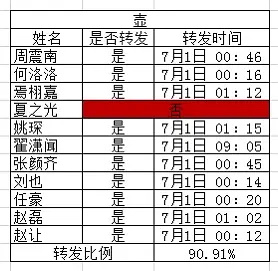 壶
姓名 是否转发 转发时间
周震南 是 7月1日 00：46
何洛洛 是 7月1日 00：16
焉栩嘉 是 7月1日 01：12
夏之光 否
姚琛 是 7月1日 01：15
翟潇闻 是 7月1日 09：05
张颜齐 是 7月1日 00：45
刘也 是 7月1日 00：14
任豪 是 7月1日 00：20
赵磊 是 7月1日 01：02
赵让 是 7月1日 00：12
转发比例 90.91%